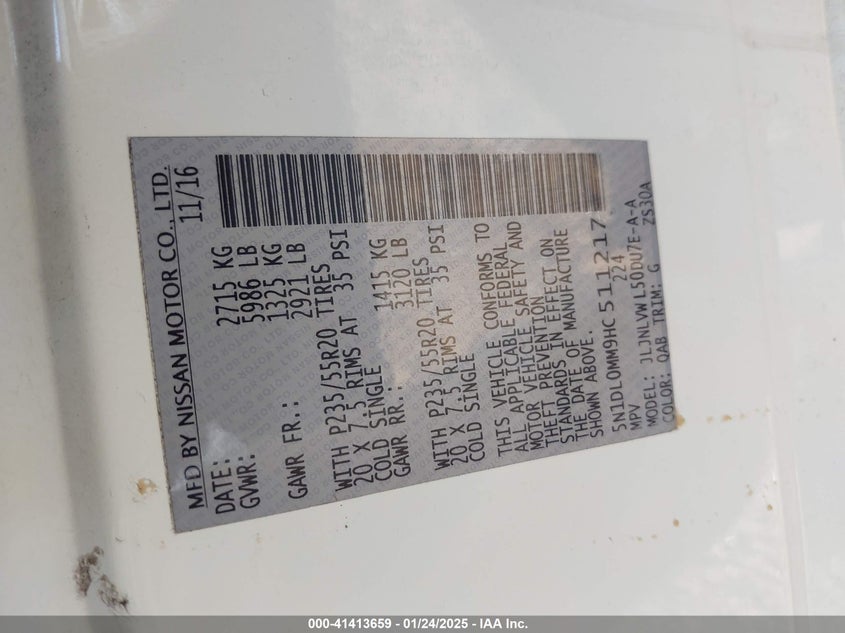 MFD BY NISSAN MOTOR CO., LTD.
DATE: 11/16
GVWR: 2715 KG
5986 LB
GAWR FR.: 1325 KG
2921 LB
WITH P235/55R20 TIRES
20 X 7.5 RIMS AT 35 PSI
COLD SINGLE
GAWR RR.: 1415 KG
3120 LB
WITH P235/55R20 TIRES
20 X 7.5 RIMS AT 35 PSI
COLD SINGLE
THIS VEHICLE CONFORMS TO
ALL APPLICABLE FEDERAL
MOTOR VEHICLE SAFETY AND
THEFT PREVENTION
STANDARDS IN EFFECT ON
THE DATE OF MANUFACTURE
SHOWN ABOVE.
5N1DL0MM9HC511217
MPV 224
MODEL: JLJNLVWL50DU7E-A-A
COLOR: QAB TRIM: G ZS30A
000-41413659 | 01/24/2025 - IAA Inc.